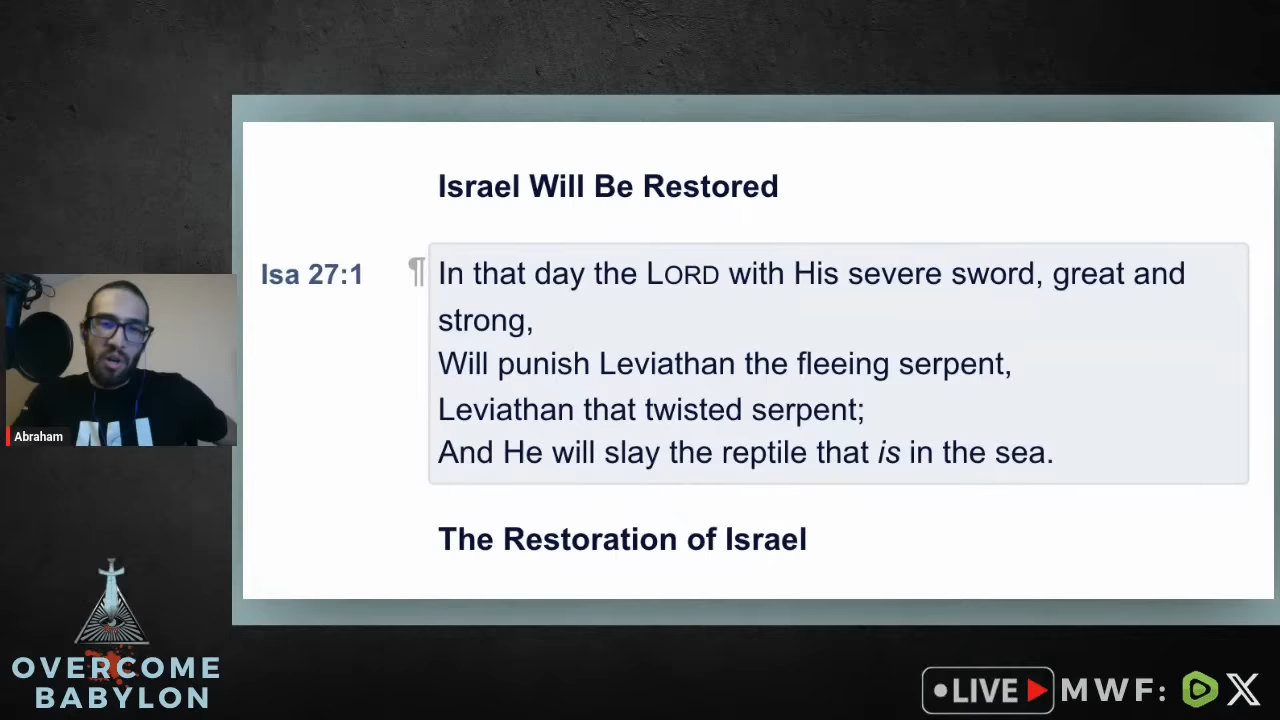 Israel Will Be Restored
Isa 27:1
¶ In that day the LORD with His severe sword, great and
strong,
Will punish Leviathan the fleeing serpent,
Leviathan that twisted serpent;
And He will slay the reptile that is in the sea.
The Restoration of Israel
Abraham
OVERCOME
BABYLON
LIVE MWF: X